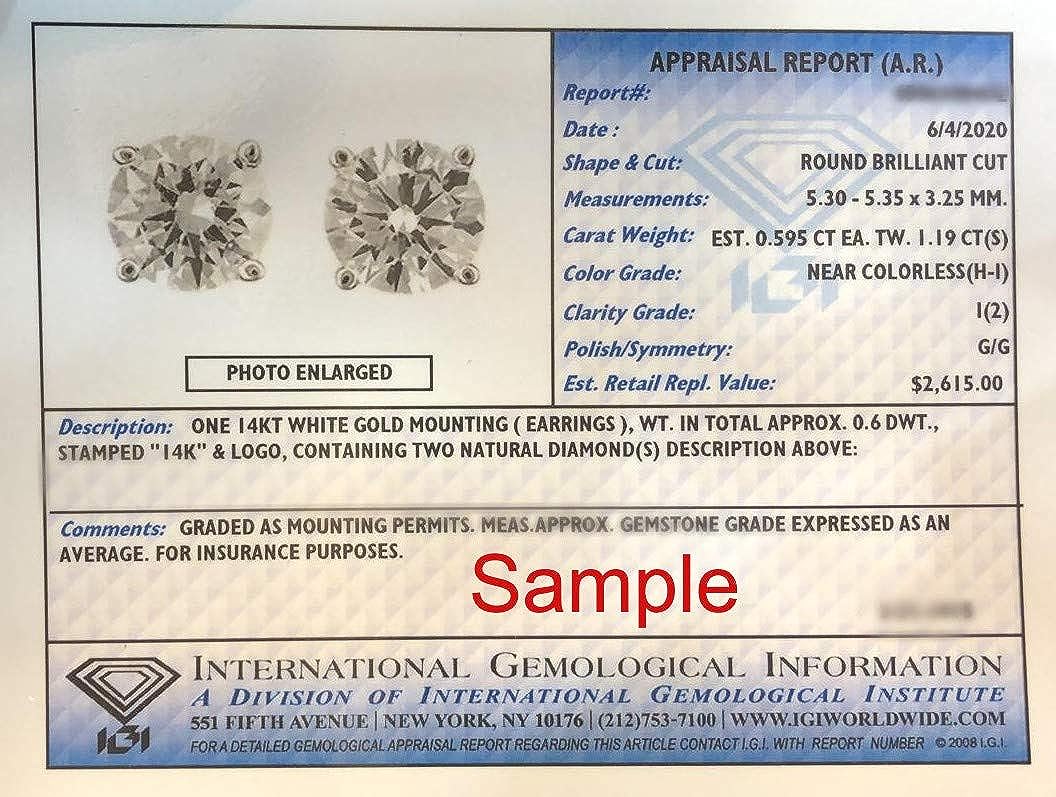 APPRAISAL REPORT (A.R.)
Report#:
Date : 6/4/2020
Shape & Cut: ROUND BRILLIANT CUT
Measurements: 5.30 - 5.35 x 3.25 MM.
Carat Weight: EST. 0.595 CT EA. TW. 1.19 CT(S)
Color Grade: NEAR COLORLESS(H-I)
Clarity Grade: I(2)
Polish/Symmetry: G/G
Est. Retail Repl. Value: $2,615.00
IGI
PHOTO ENLARGED
Description: ONE 14KT WHITE GOLD MOUNTING ( EARRINGS ), WT. IN TOTAL APPROX. 0.6 DWT.,
STAMPED "14K" & LOGO, CONTAINING TWO NATURAL DIAMOND(S) DESCRIPTION ABOVE:
Comments: GRADED AS MOUNTING PERMITS. MEAS.APPROX. GEMSTONE GRADE EXPRESSED AS AN
AVERAGE. FOR INSURANCE PURPOSES.
Sample
INTERNATIONAL GEMOLOGICAL INFORMATION
A DIVISION OF INTERNATIONAL GEMOLOGICAL INSTITUTE
551 FIFTH AVENUE | NEW YORK, NY 10176 | (212)753-7100 | WWW.IGIWORLDWIDE.COM
IGI
FOR A DETAILED GEMOLOGICAL APPRAISAL REPORT REGARDING THIS ARTICLE CONTACT I.G.I. WITH REPORT NUMBER © 2008 I.G.I.